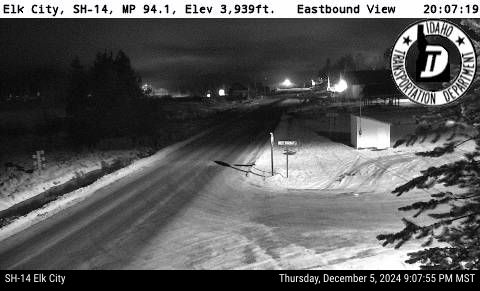 Elk City, SH-14, MP 94.1, Elev 3,939ft. Eastbound View 20:07:19
IDAHO
TRANSPORTATION DEPARTMENT
SH-14 Elk City
Thursday, December 5, 2024 9:07:55 PM MST